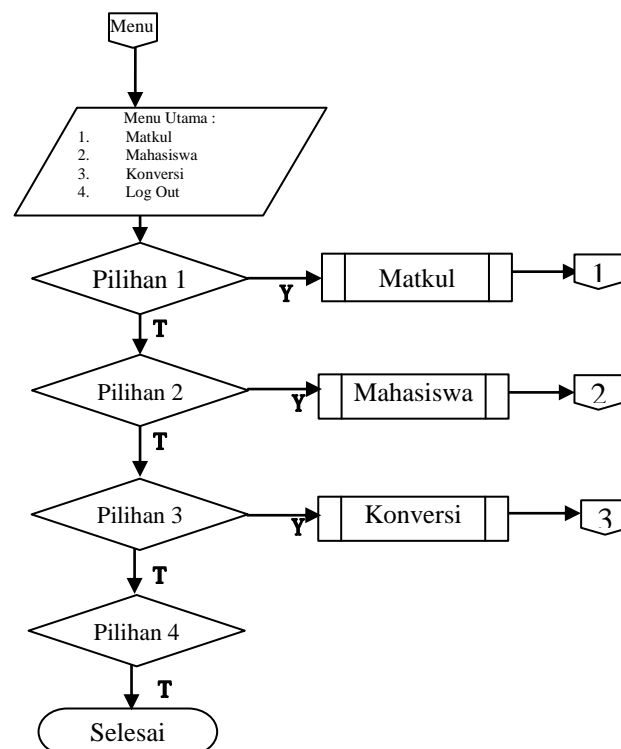 Menu
Menu Utama :
1. Matkul
2. Mahasiswa
3. Konversi
4. Log Out
Pilihan 1
Y
Matkul
1
T
Pilihan 2
Y
Mahasiswa
2
T
Pilihan 3
Y
Konversi
3
T
Pilihan 4
T
Selesai